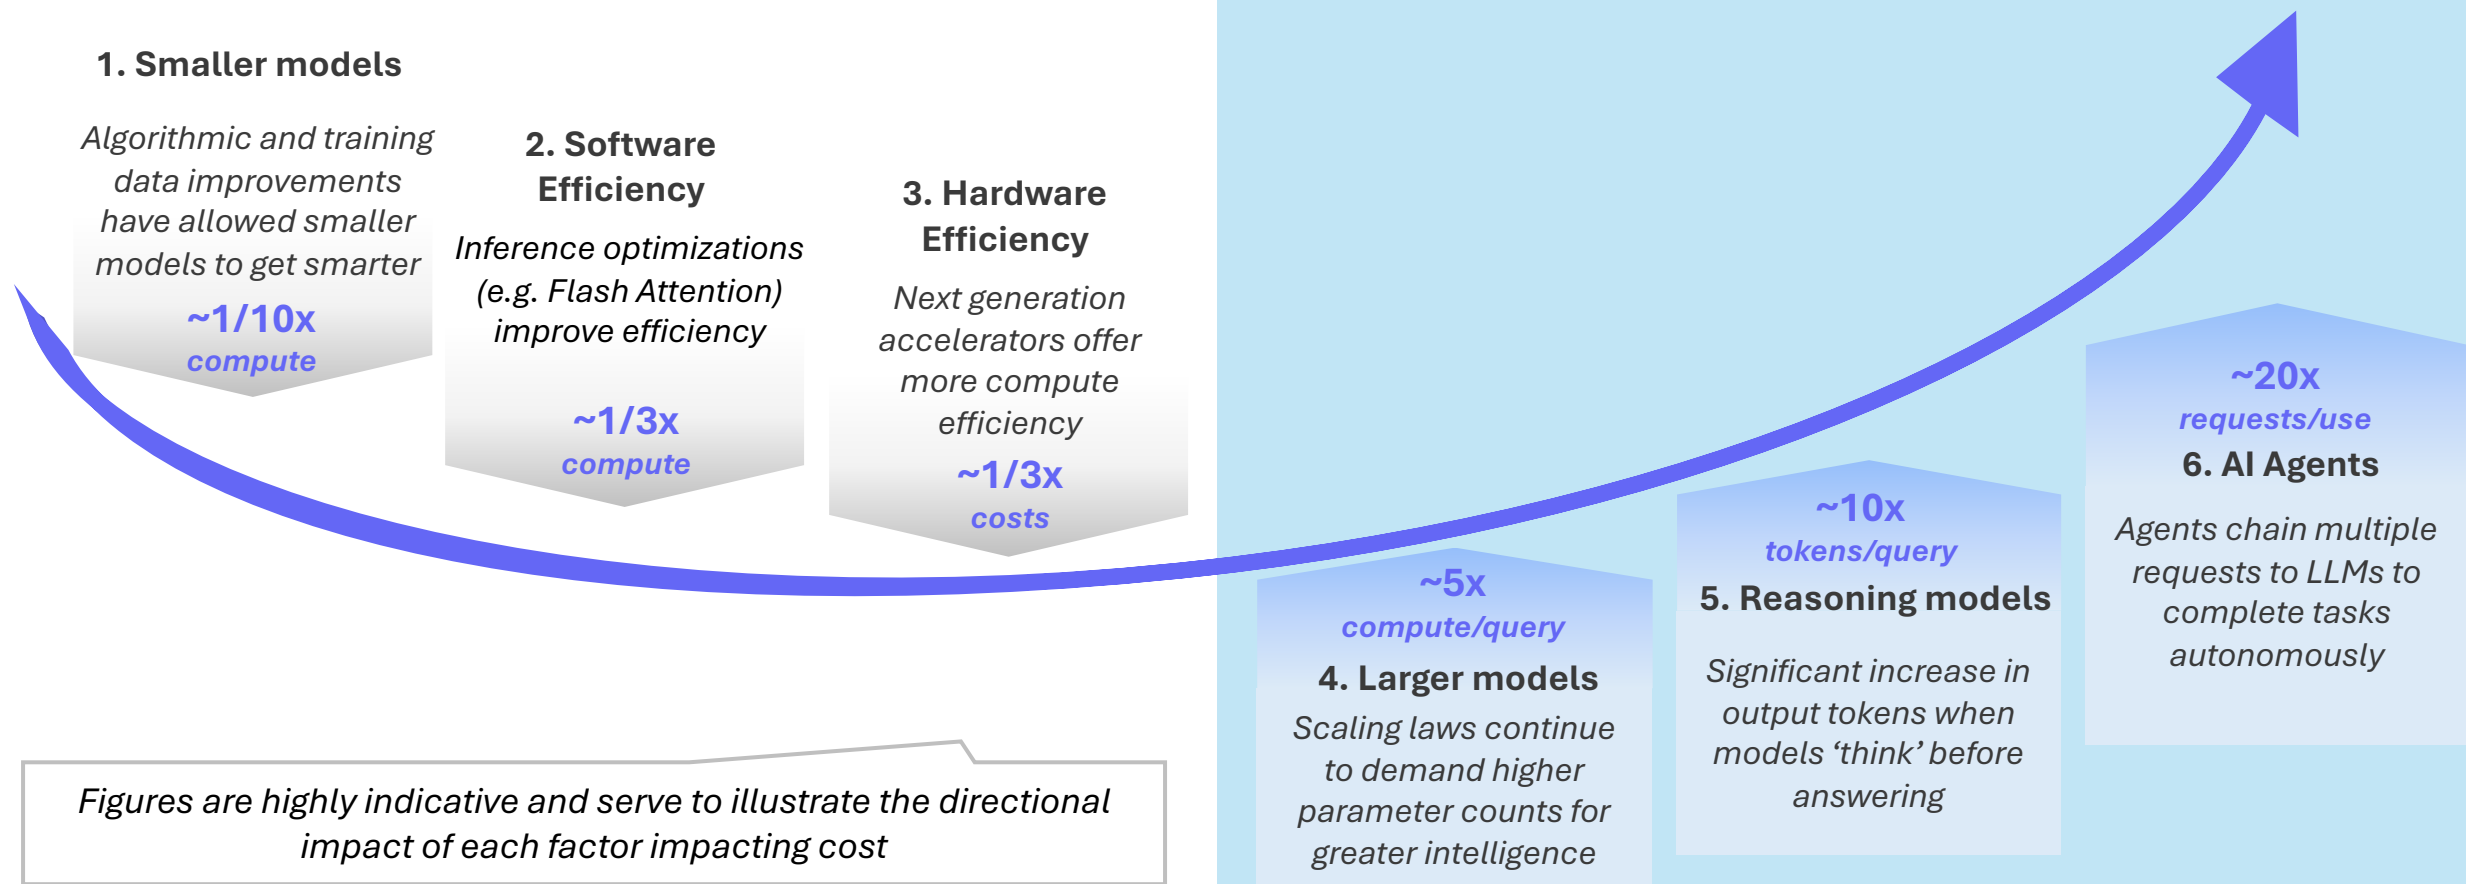 1. Smaller models
Algorithmic and training
data improvements
have allowed smaller
models to get smarter
~1/10x
compute
2. Software
Efficiency
Inference optimizations
(e.g. Flash Attention)
improve efficiency
~1/3x
compute
3. Hardware
Efficiency
Next generation
accelerators offer
more compute
efficiency
~1/3x
costs
~5x
compute/query
4. Larger models
Scaling laws continue
to demand higher
parameter counts for
greater intelligence
~10x
tokens/query
5. Reasoning models
Significant increase in
output tokens when
models ‘think’ before
answering
~20x
requests/use
6. AI Agents
Agents chain multiple
requests to LLMs to
complete tasks
autonomously
Figures are highly indicative and serve to illustrate the directional
impact of each factor impacting cost